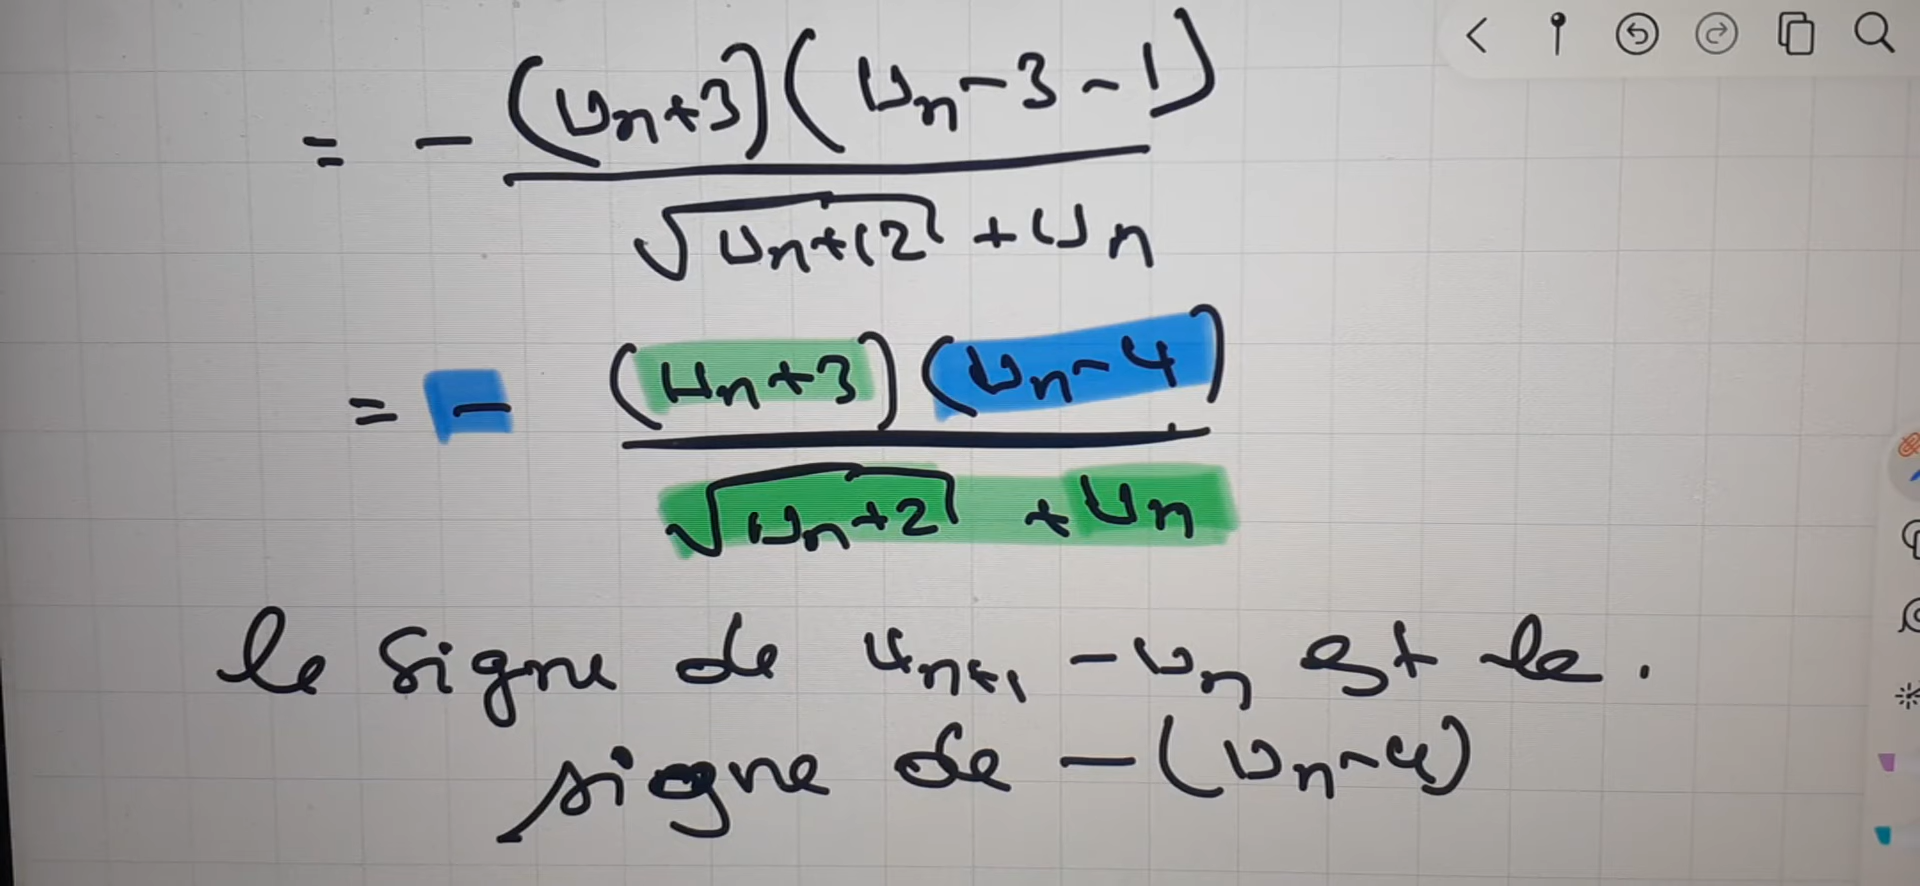 = - (Un+3)(Un-3-1)
√Un+12 + Un
= - (Un+3)(Un-4)
√Un+2 + Un
le signe de Un+1 - Un est le.
signe de -(Un-4)